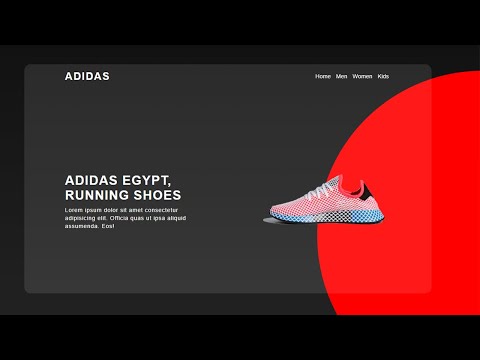 ADIDAS
Home Men Women Kids
ADIDAS EGYPT,
RUNNING SHOES
Lorem ipsum dolor sit amet consectetur
adipisicing elit. Officia quas ut ipsa aliquid
assumenda. Eos!